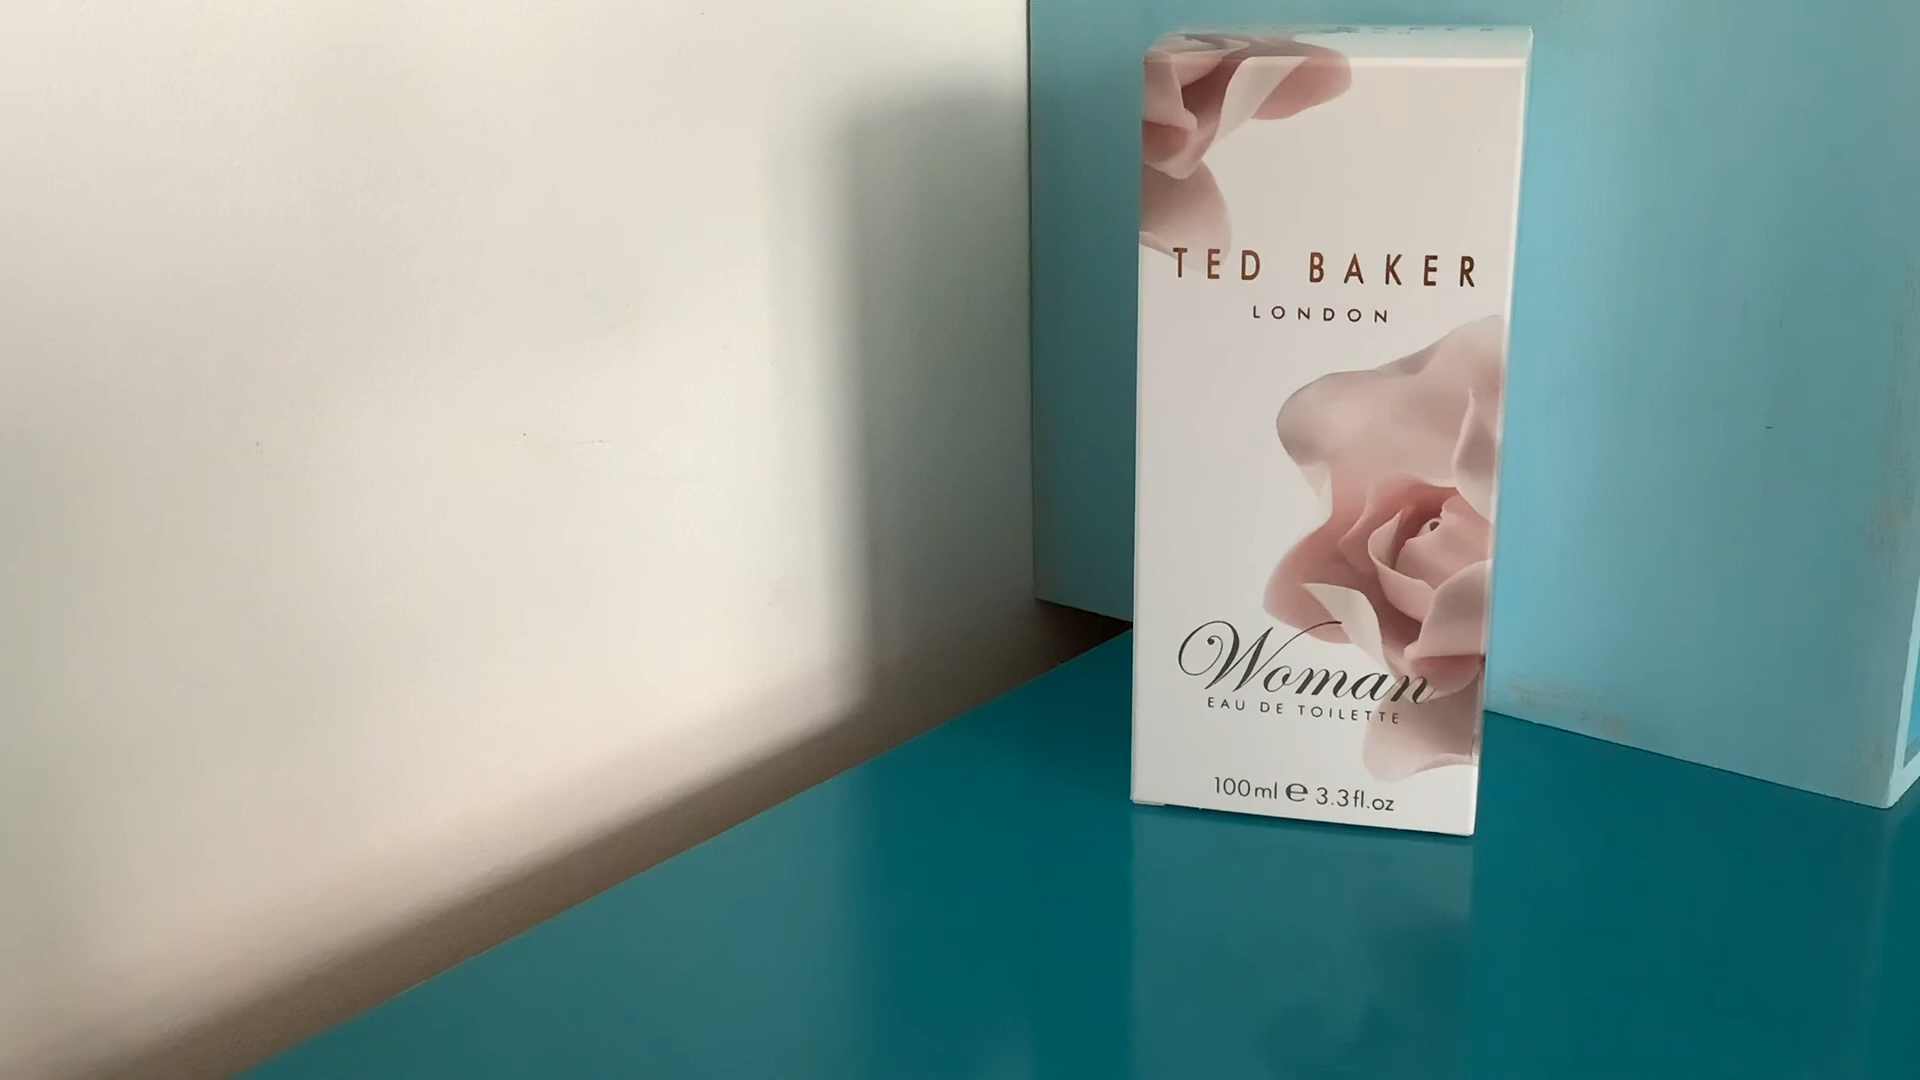 TED BAKER
LONDON
Woman
EAU DE TOILETTE
100ml e 3.3fl.oz